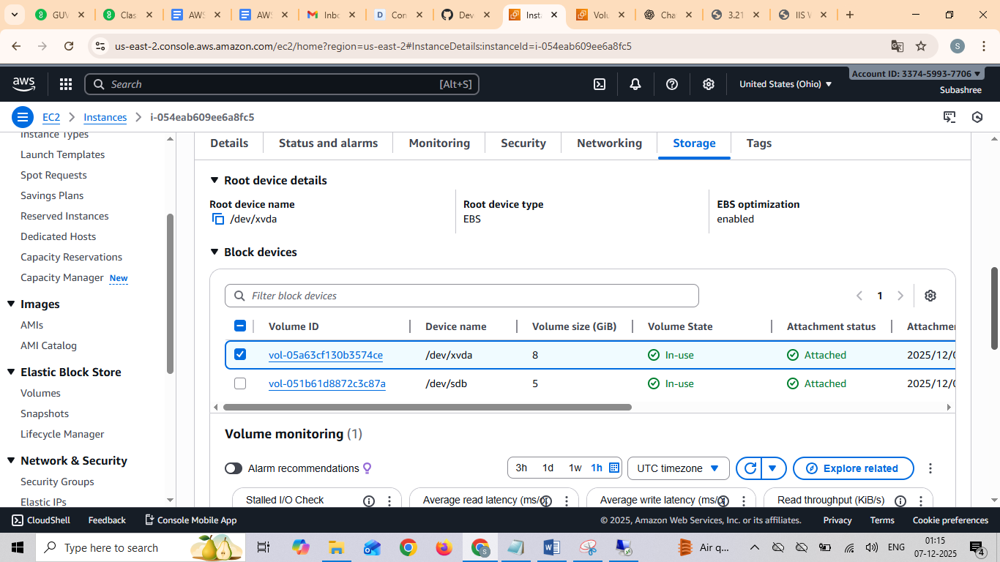 GUV
Clas
AWS
AWS
Inbo
Con
Dev
Inst
Volu
Cha
3.21
IIS W
us-east-2.console.aws.amazon.com/ec2/home?region=us-east-2#InstanceDetails:instanceId=i-054eab609ee6a8fc5
S
aws
Search
[Alt+S]
United States (Ohio)
Account ID: 3374-5993-7706
Subashree
EC2
Instances
i-054eab609ee6a8fc5
Instance Types
Launch Templates
Spot Requests
Savings Plans
Reserved Instances
Dedicated Hosts
Capacity Reservations
Capacity Manager New
Images
AMIs
AMI Catalog
Elastic Block Store
Volumes
Snapshots
Lifecycle Manager
Network & Security
Security Groups
Elastic IPs
Details Status and alarms Monitoring Security Networking Storage Tags
Root device details
Root device name Root device type EBS optimization
/dev/xvda EBS enabled
Block devices
Filter block devices
1
Volume ID Device name Volume size (GiB) Volume State Attachment status Attachmen
vol-05a63cf130b3574ce /dev/xvda 8 In-use Attached 2025/12/0
vol-051b61d8872c3c87a /dev/sdb 5 In-use Attached 2025/12/0
Volume monitoring (1)
Alarm recommendations
3h 1d 1w 1h
UTC timezone
Explore related
Stalled I/O Check Average read latency (ms/o Average write latency (ms/o Read throughput (KiB/s)
CloudShell Feedback Console Mobile App © 2025, Amazon Web Services, Inc. or its affiliates. Privacy Terms Cookie preferences
Type here to search
Air q...
ENG
01:15
07-12-2025
4